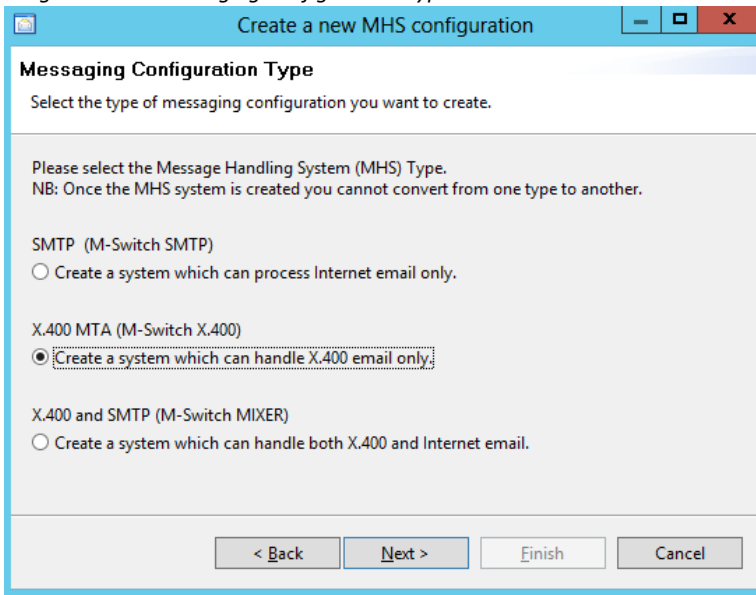 Create a new MHS configuration
Messaging Configuration Type
Select the type of messaging configuration you want to create.
Please select the Message Handling System (MHS) Type.
NB: Once the MHS system is created you cannot convert from one type to another.
SMTP (M-Switch SMTP)
Create a system which can process Internet email only.
X.400 MTA (M-Switch X.400)
Create a system which can handle X.400 email only.
X.400 and SMTP (M-Switch MIXER)
Create a system which can handle both X.400 and Internet email.
< Back Next > Finish Cancel